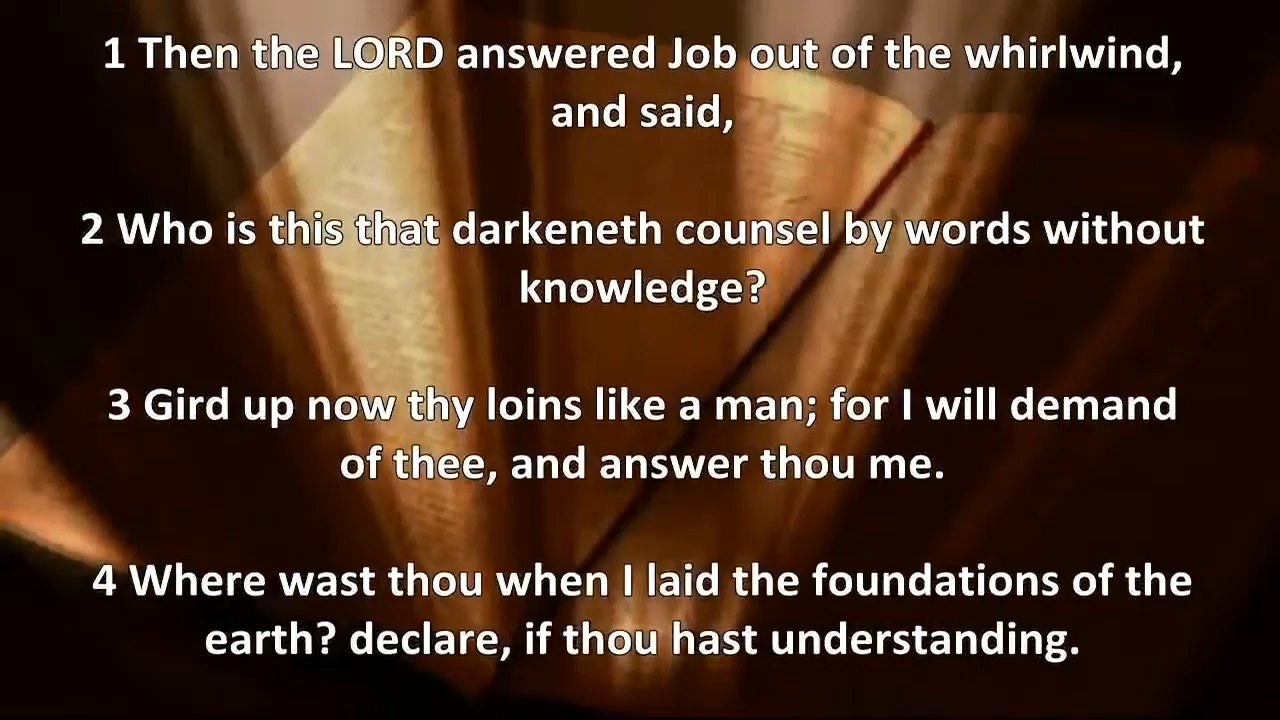 1 Then the LORD answered Job out of the whirlwind,
and said,
2 Who is this that darkeneth counsel by words without
knowledge?
3 Gird up now thy loins like a man; for I will demand
of thee, and answer thou me.
4 Where wast thou when I laid the foundations of the
earth? declare, if thou hast understanding.